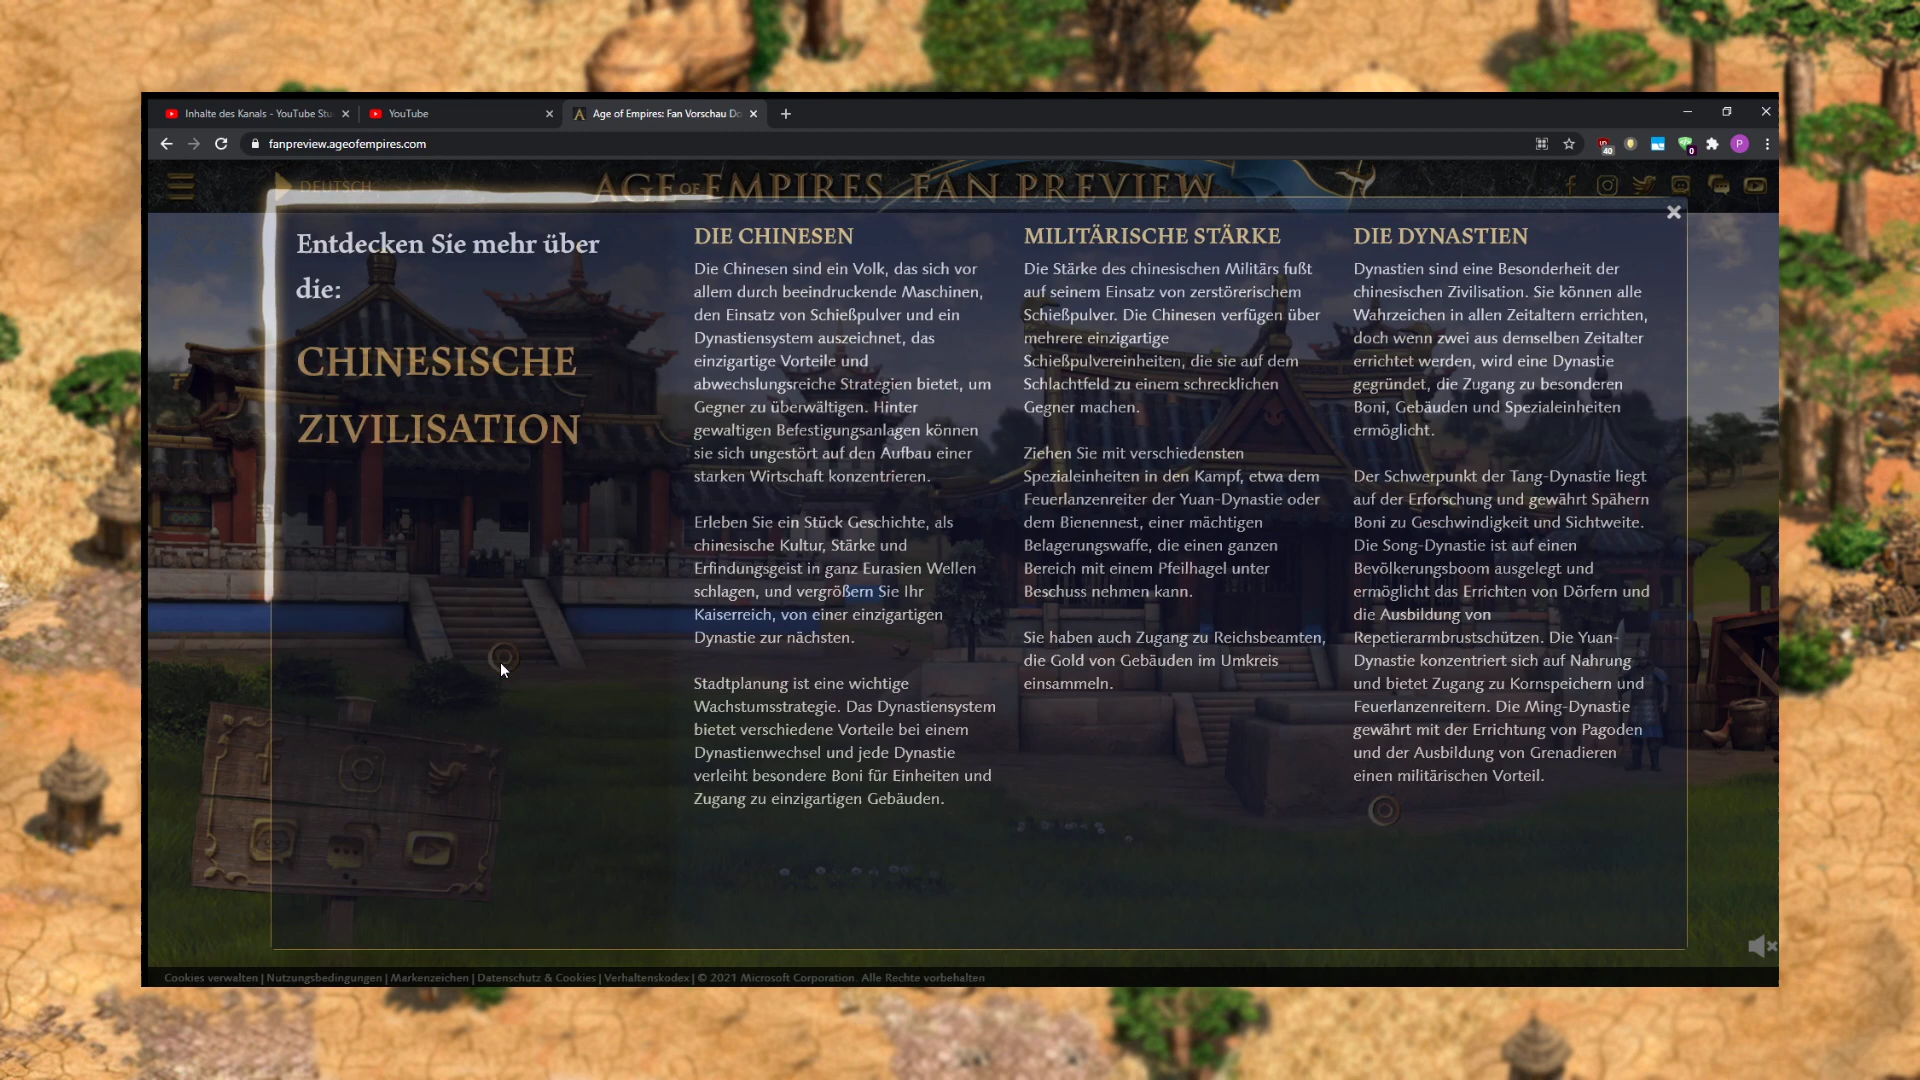 Inhalte des Kanals - YouTube Stu
YouTube
Age of Empires: Fan Vorschau Do
fanpreview.ageofempires.com
40
0
P
DEUTSCH
AGE OF EMPIRES FAN PREVIEW
Entdecken Sie mehr über
die:
CHINESISCHE
ZIVILISATION
DIE CHINESEN
Die Chinesen sind ein Volk, das sich vor
allem durch beeindruckende Maschinen,
den Einsatz von Schießpulver und ein
Dynastiensystem auszeichnet, das
einzigartige Vorteile und
abwechslungsreiche Strategien bietet, um
Gegner zu überwältigen. Hinter
gewaltigen Befestigungsanlagen können
sie sich ungestört auf den Aufbau einer
starken Wirtschaft konzentrieren.
Erleben Sie ein Stück Geschichte, als
chinesische Kultur, Stärke und
Erfindungsgeist in ganz Eurasien Wellen
schlagen, und vergrößern Sie Ihr
Kaiserreich, von einer einzigartigen
Dynastie zur nächsten.
Stadtplanung ist eine wichtige
Wachstumsstrategie. Das Dynastiensystem
bietet verschiedene Vorteile bei einem
Dynastienwechsel und jede Dynastie
verleiht besondere Boni für Einheiten und
Zugang zu einzigartigen Gebäuden.
MILITÄRISCHE STÄRKE
Die Stärke des chinesischen Militärs fußt
auf seinem Einsatz von zerstörerischem
Schießpulver. Die Chinesen verfügen über
mehrere einzigartige
Schießpulvereinheiten, die sie auf dem
Schlachtfeld zu einem schrecklichen
Gegner machen.
Ziehen Sie mit verschiedensten
Spezialeinheiten in den Kampf, etwa dem
Feuerlanzenreiter der Yuan-Dynastie oder
dem Bienennest, einer mächtigen
Belagerungswaffe, die einen ganzen
Bereich mit einem Pfeilhagel unter
Beschuss nehmen kann.
Sie haben auch Zugang zu Reichsbeamten,
die Gold von Gebäuden im Umkreis
einsammeln.
DIE DYNASTIEN
Dynastien sind eine Besonderheit der
chinesischen Zivilisation. Sie können alle
Wahrzeichen in allen Zeitaltern errichten,
doch wenn zwei aus demselben Zeitalter
errichtet werden, wird eine Dynastie
gegründet, die Zugang zu besonderen
Boni, Gebäuden und Spezialeinheiten
ermöglicht.
Der Schwerpunkt der Tang-Dynastie liegt
auf der Erforschung und gewährt Spähern
Boni zu Geschwindigkeit und Sichtweite.
Die Song-Dynastie ist auf einen
Bevölkerungsboom ausgelegt und
ermöglicht das Errichten von Dörfern und
die Ausbildung von
Repetierarmbrustschützen. Die Yuan-
Dynastie konzentriert sich auf Nahrung
und bietet Zugang zu Kornspeichern und
Feuerlanzenreitern. Die Ming-Dynastie
gewährt mit der Errichtung von Pagoden
und der Ausbildung von Grenadieren
einen militärischen Vorteil.
Cookies verwalten | Nutzungsbedingungen | Markenzeichen | Datenschutz & Cookies | Verhaltenskodex | © 2021 Microsoft Corporation. Alle Rechte vorbehalten